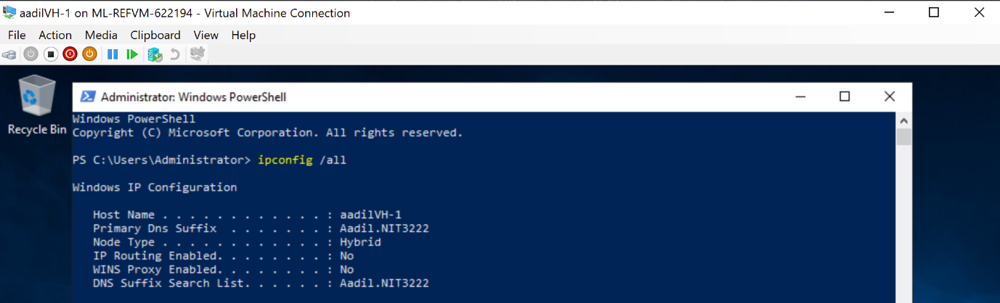 aadilVH-1 on ML-REFVM-622194 - Virtual Machine Connection
File Action Media Clipboard View Help
Recycle Bin
Administrator: Windows PowerShell
Windows PowerShell
Copyright (C) Microsoft Corporation. All rights reserved.
PS C:\Users\Administrator> ipconfig /all
Windows IP Configuration
Host Name . . . . . . . . . . . . : aadilVH-1
Primary Dns Suffix  . . . . . . . : Aadil.NIT3222
Node Type . . . . . . . . . . . . : Hybrid
IP Routing Enabled. . . . . . . . : No
WINS Proxy Enabled. . . . . . . . : No
DNS Suffix Search List. . . . . . : Aadil.NIT3222